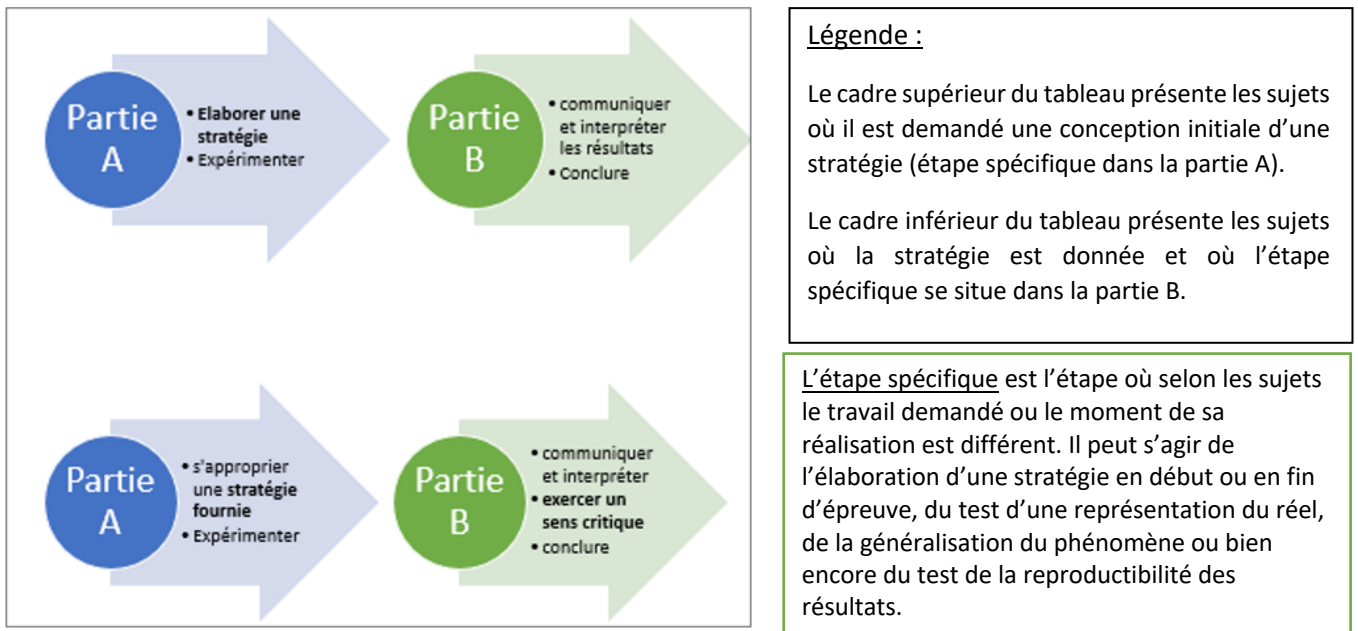 Partie
A
• Elaborer une
stratégie
• Expérimenter
Partie
B
• communiquer
et interpréter
les résultats
• Conclure
Partie
A
• s'approprier
une stratégie
fournie
• Expérimenter
Partie
B
• communiquer
et interpréter
• exercer un
sens critique
• conclure
Légende :
Le cadre supérieur du tableau présente les sujets
où il est demandé une conception initiale d’une
stratégie (étape spécifique dans la partie A).
Le cadre inférieur du tableau présente les sujets
où la stratégie est donnée et où l’étape
spécifique se situe dans la partie B.
L’étape spécifique est l’étape où selon les sujets
le travail demandé ou le moment de sa
réalisation est différent. Il peut s’agir de
l’élaboration d’une stratégie en début ou en fin
d’épreuve, du test d’une représentation du réel,
de la généralisation du phénomène ou bien
encore du test de la reproductibilité des
résultats.